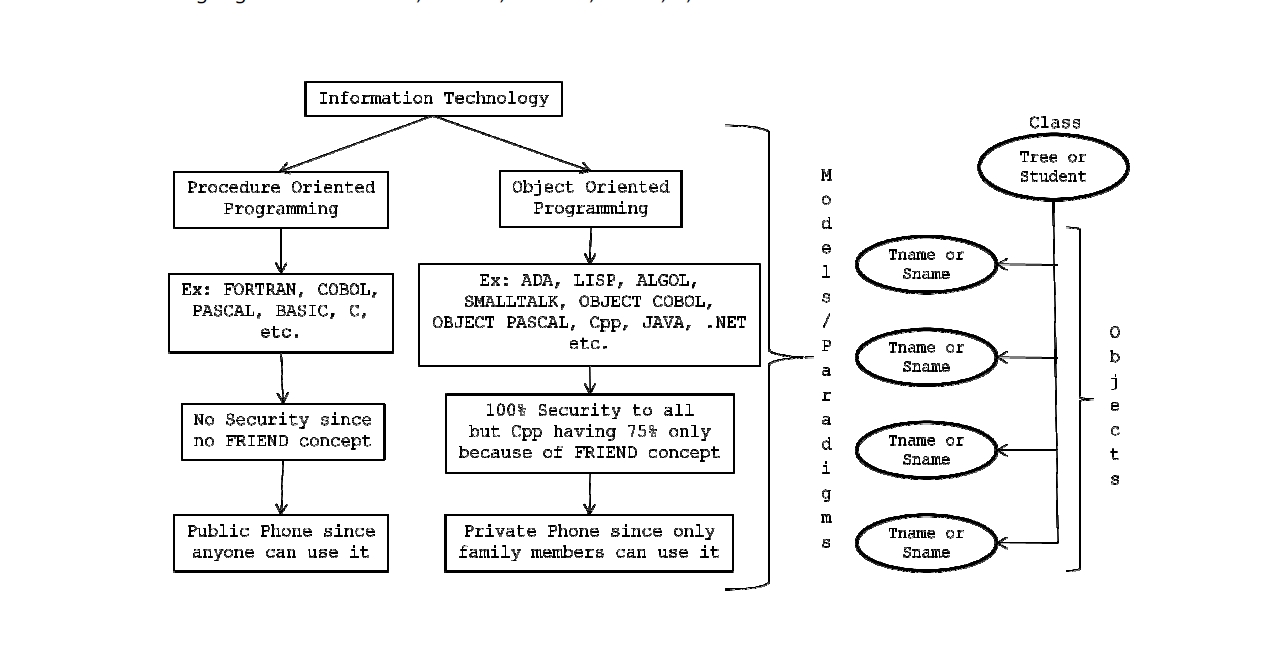 Information Technology
Procedure Oriented
Programming
Object Oriented
Programming
Ex: FORTRAN, COBOL,
PASCAL, BASIC, C,
etc.
Ex: ADA, LISP, ALGOL,
SMALLTALK, OBJECT COBOL,
OBJECT PASCAL, Cpp, JAVA, .NET
etc.
No Security since
no FRIEND concept
100% Security to all
but Cpp having 75% only
because of FRIEND concept
Public Phone since
anyone can use it
Private Phone since only
family members can use it
Models/Paradigms
Class
Tree or
Student
Tname or
Sname
Tname or
Sname
Tname or
Sname
Tname or
Sname
Objects